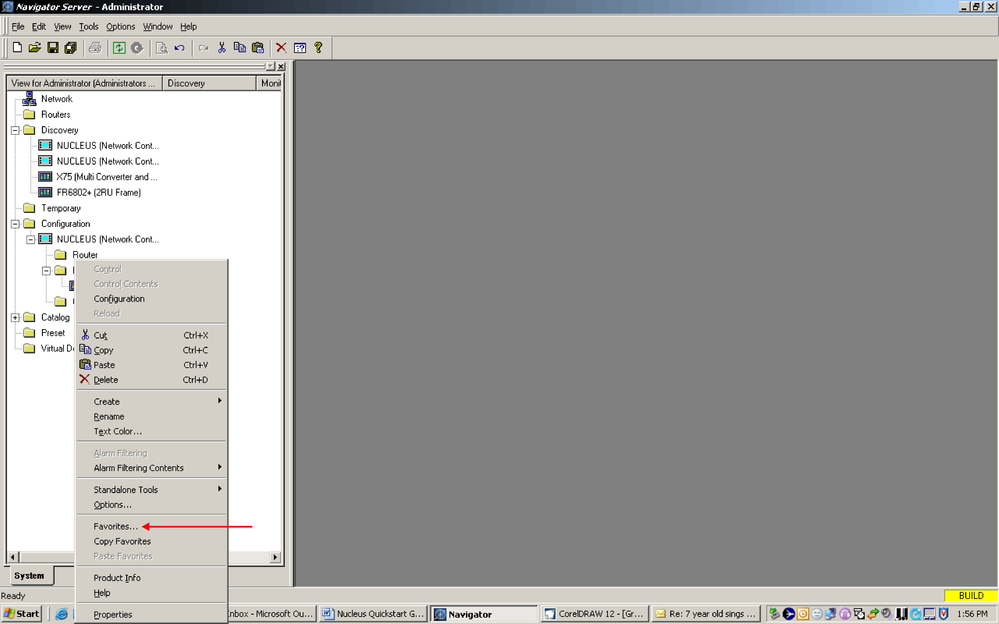 Navigator Server - Administrator
File Edit View Tools Options Window Help
View for Administrator (Administrators ... Discovery Monit
Network
Routers
Discovery
NUCLEUS (Network Cont...
NUCLEUS (Network Cont...
X75 (Multi Converter and ...
FR6802+ (2RU Frame)
Temporary
Configuration
NUCLEUS (Network Cont...
Router
Control
Control Contents
Configuration
Reload
Catalog
Preset
Cut Ctrl+X
Virtual D
Copy Ctrl+C
Paste Ctrl+V
Delete Ctrl+D
Create
Rename
Text Color...
Alarm Filtering
Alarm Filtering Contents
Standalone Tools
Options...
Favorites...
Copy Favorites
Paste Favorites
System
Product Info
Help
Ready BUILD
Properties
Start nbox - Microsoft Ou... Nucleus Quickstart G... Navigator CorelDRAW 12 - [Gr... Re: 7 year old sings ... 1:56 PM